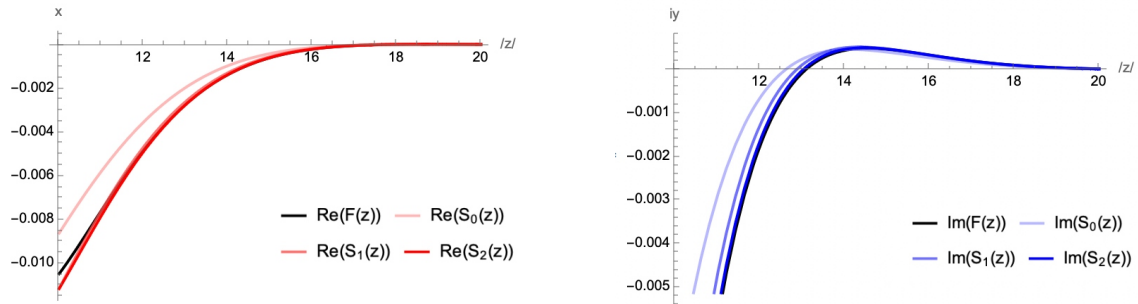 x
12 14 16 18 20 /z/
−0.002
−0.004
−0.006
−0.008
−0.010
Re(F(z)) Re(S₀(z))
Re(S₁(z)) Re(S₂(z))
iy
12 14 16 18 20 /z/
−0.001
−0.002
−0.003
−0.004
−0.005
Im(F(z)) Im(S₀(z))
Im(S₁(z)) Im(S₂(z))